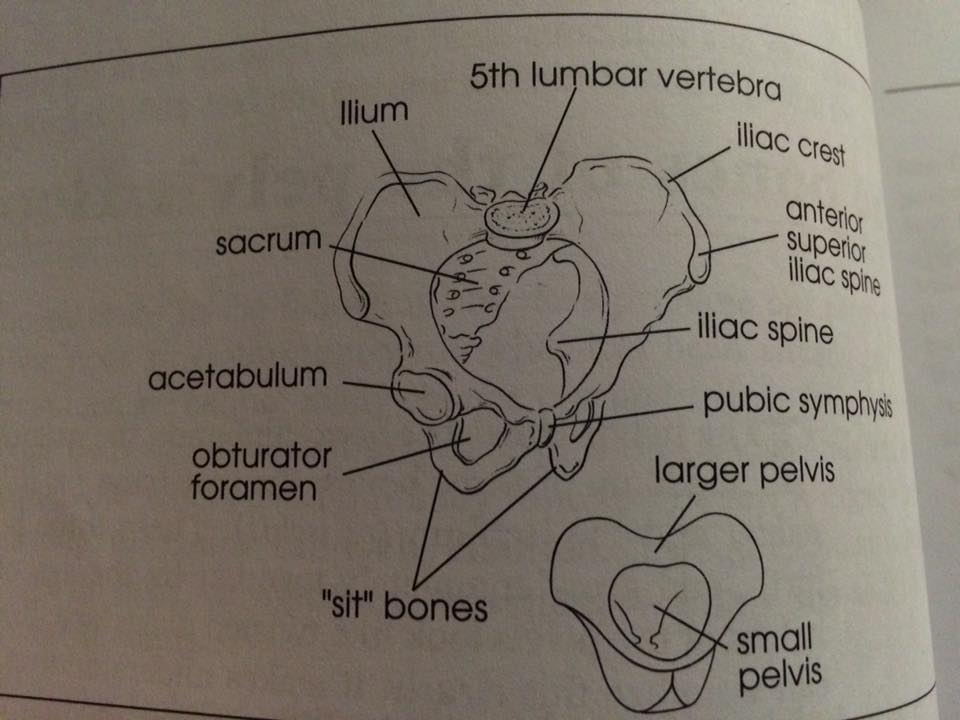 5th lumbar vertebra
Ilium
iliac crest
anterior
superior
iliac spine
sacrum
iliac spine
acetabulum
pubic symphysis
obturator
foramen
larger pelvis
"sit" bones
small
pelvis